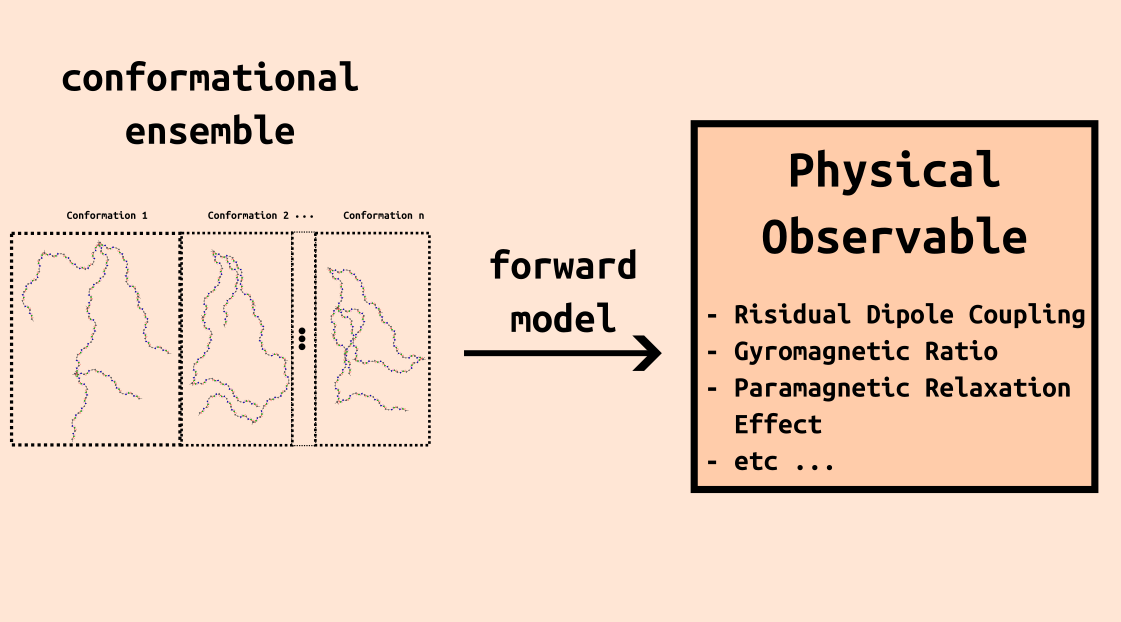 conformational
ensemble
Conformation 1
Conformation 2 ...
Conformation n
forward
model
Physical
Observable
- Risidual Dipole Coupling
- Gyromagnetic Ratio
- Paramagnetic Relaxation
Effect
- etc ...